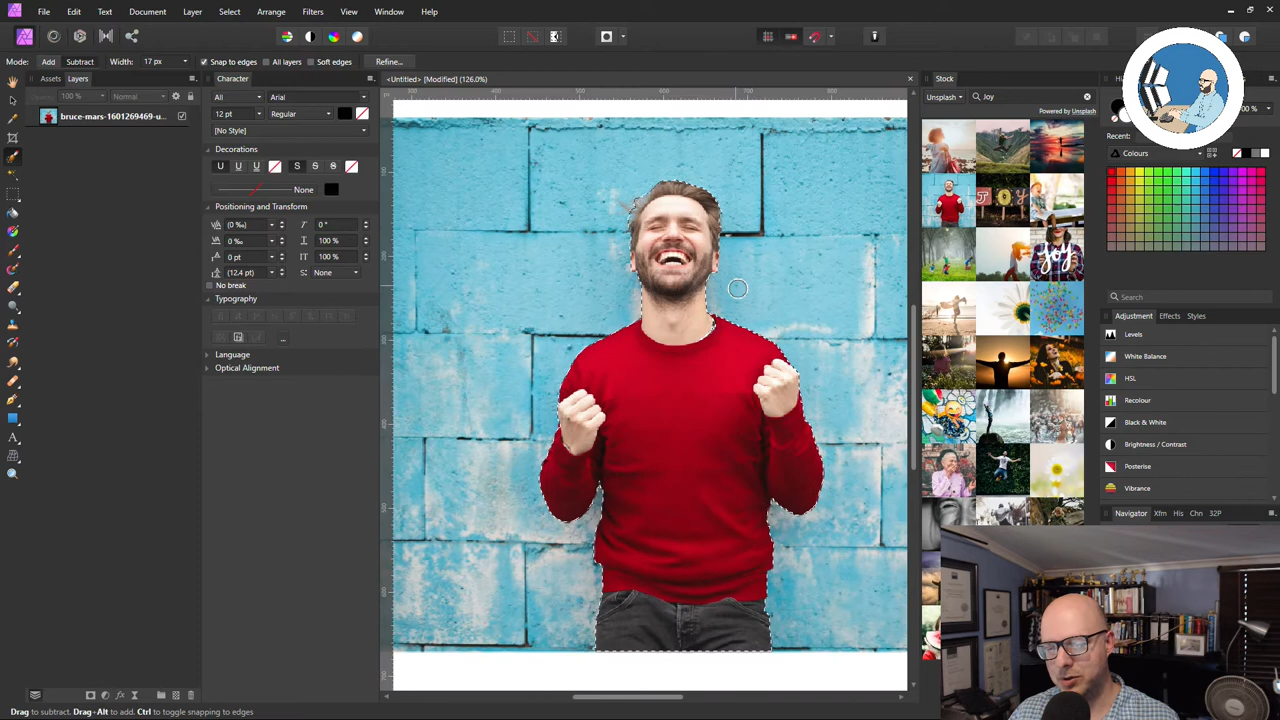 File Edit Text Document Layer Select Arrange Filters View Window Help
Mode: Add Subtract Width: 17 px Snap to edges All layers Soft edges Refine...
Assets Layers
Opacity: 100 % Normal
bruce-mars-1601269469-u...
Character
All Arial
12 pt Regular
[No Style]
Decorations
U U U S S S
None
Positioning and Transform
(0 ‰) 0 °
0 ‰ 100 %
0 pt 100 %
(12.4 pt) S: None
No break
Typography
...
Language
Optical Alignment
<Untitled> [Modified] (126.0%)
Stock
Unsplash Joy
Powered by Unsplash
JOY
joy
Recent:
Colours
Search
Adjustment Effects Styles
Levels
White Balance
HSL
Recolour
Black & White
Brightness / Contrast
Posterise
Vibrance
Navigator Xfm His Chn 32P
Drag to subtract. Drag+Alt to add. Ctrl to toggle snapping to edges